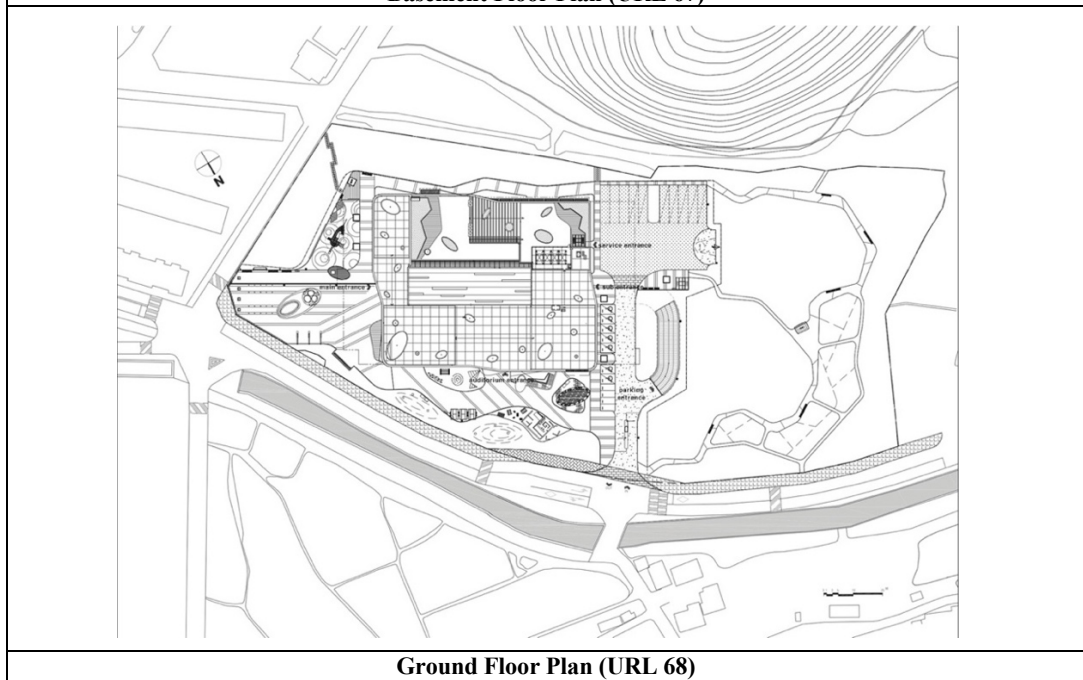 Basement Floor Plan (URL 67)
N
service entrance
main entrance
sub entrance
auditorium entrance
parking
entrance
Ground Floor Plan (URL 68)